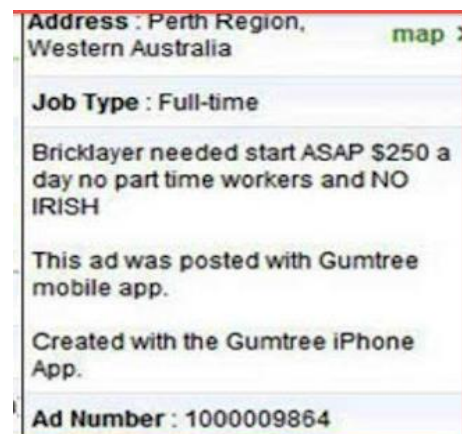 Address : Perth Region,
map
Western Australia
Job Type : Full-time
Bricklayer needed start ASAP $250 a
day no part time workers and NO
IRISH
This ad was posted with Gumtree
mobile app.
Created with the Gumtree iPhone
App.
Ad Number : 1000009864